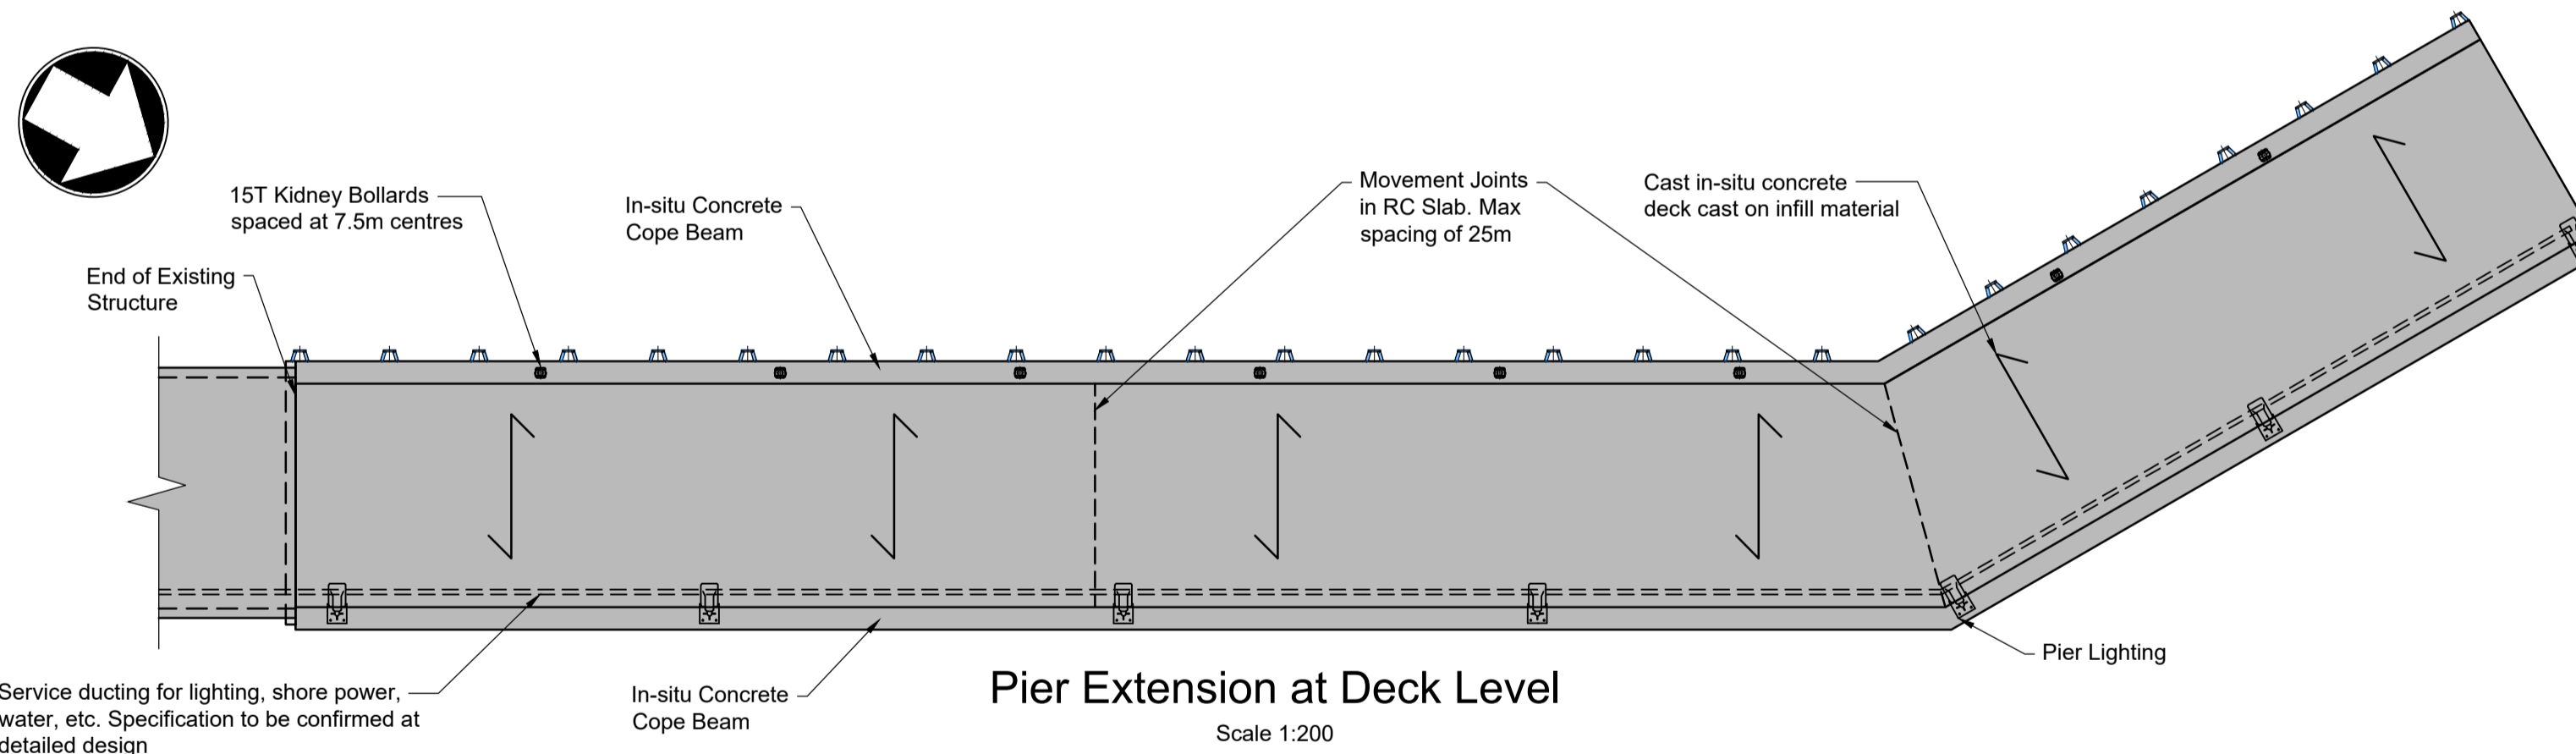 15T Kidney Bollards
spaced at 7.5m centres
In-situ Concrete
Cope Beam
Movement Joints
in RC Slab. Max
spacing of 25m
Cast in-situ concrete
deck cast on infill material
End of Existing
Structure
Pier Lighting
Service ducting for lighting, shore power,
water, etc. Specification to be confirmed at
detailed design
In-situ Concrete
Cope Beam
Pier Extension at Deck Level
Scale 1:200